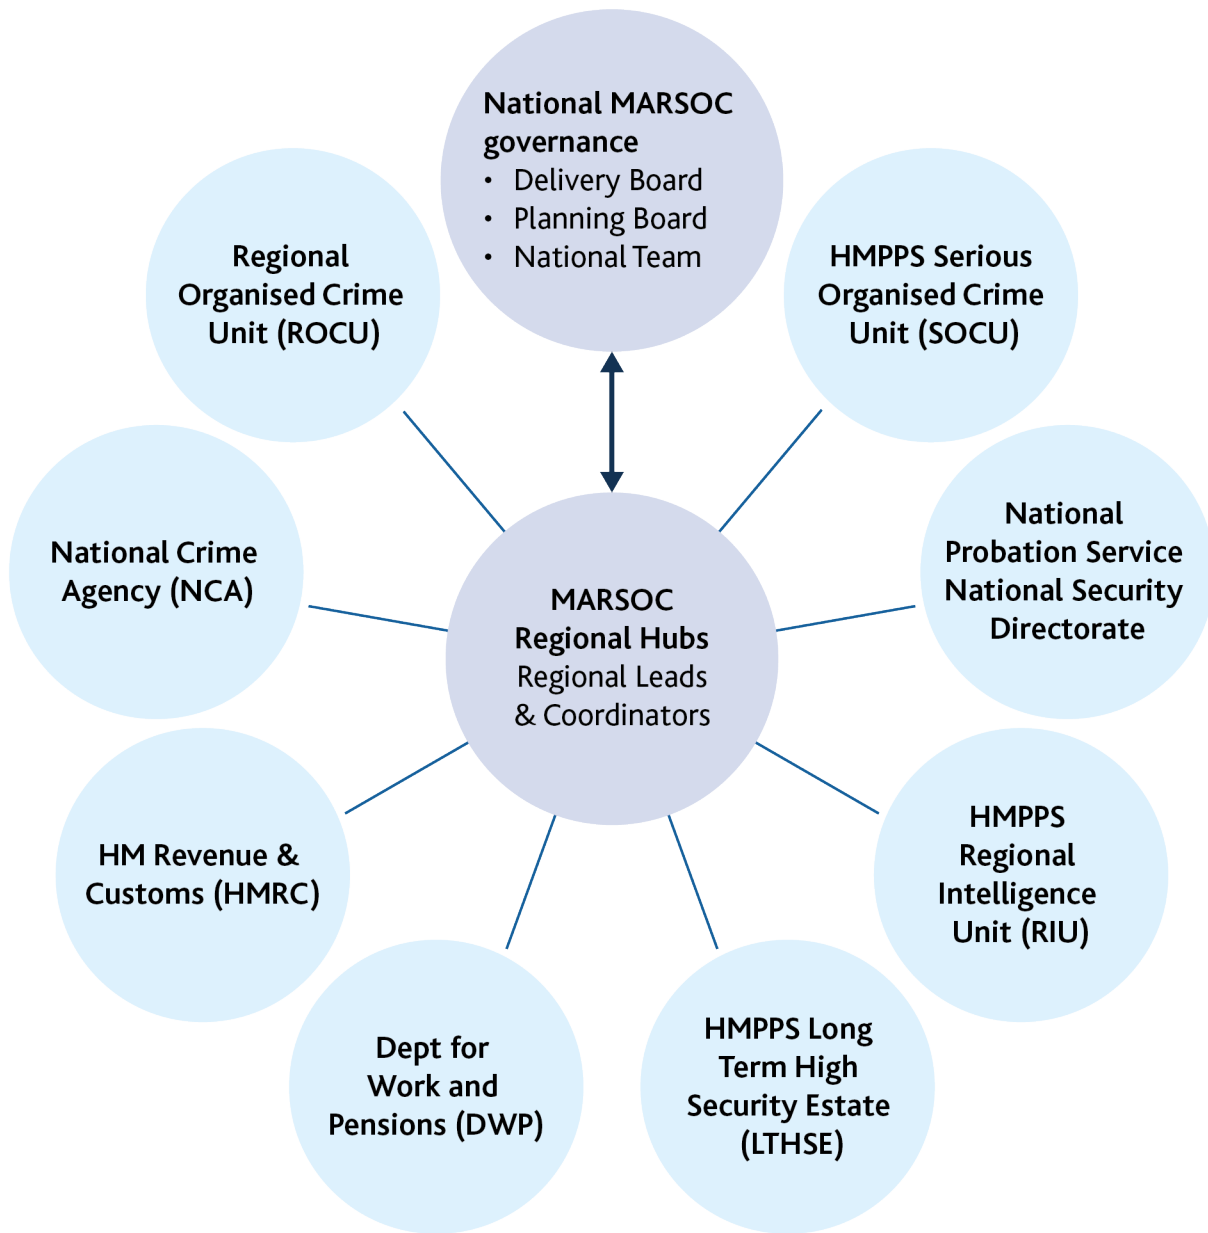 National MARSOC
governance
• Delivery Board
• Planning Board
• National Team
Regional
Organised Crime
Unit (ROCU)
HMPPS Serious
Organised Crime
Unit (SOCU)
National Crime
Agency (NCA)
National
Probation Service
National Security
Directorate
MARSOC
Regional Hubs
Regional Leads
& Coordinators
HM Revenue &
Customs (HMRC)
HMPPS
Regional
Intelligence
Unit (RIU)
Dept for
Work and
Pensions (DWP)
HMPPS Long
Term High
Security Estate
(LTHSE)